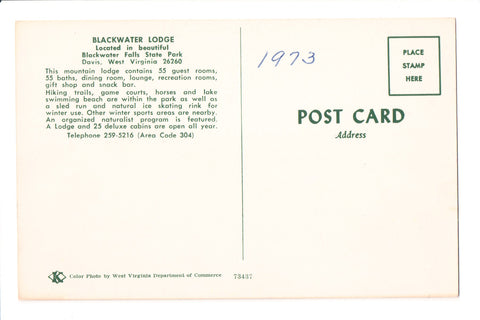 BLACKWATER LODGE
Located in beautiful
Blackwater Falls State Park
Davis, West Virginia 26260
This mountain lodge contains 55 guest rooms,
55 baths, dining room, lounge, recreation rooms,
gift shop and snack bar.
Hiking trails, game courts, horses and lake
swimming beach are within the park as well as
a sled run and natural ice skating rink for
winter use. Other winter sports areas are nearby.
An organized naturalist program is featured.
A Lodge and 25 deluxe cabins are open all year.
Telephone 259-5216 (Area Code 304)
K Color Photo by West Virginia Department of Commerce 73437
1973
PLACE
STAMP
HERE
POST CARD
Address